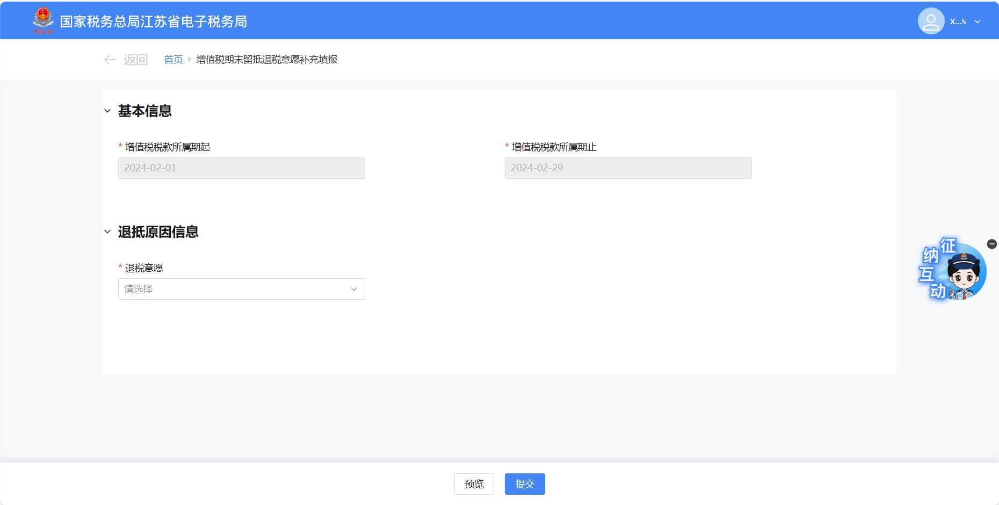 国家税务总局江苏省电子税务局
X...S
返回 首页 › 增值税期末留抵退税意愿补充填报
基本信息
* 增值税税款所属期起
2024-02-01
* 增值税税款所属期止
2024-02-29
退抵原因信息
* 退税意愿
请选择
征
纳
互
动
预览
提交